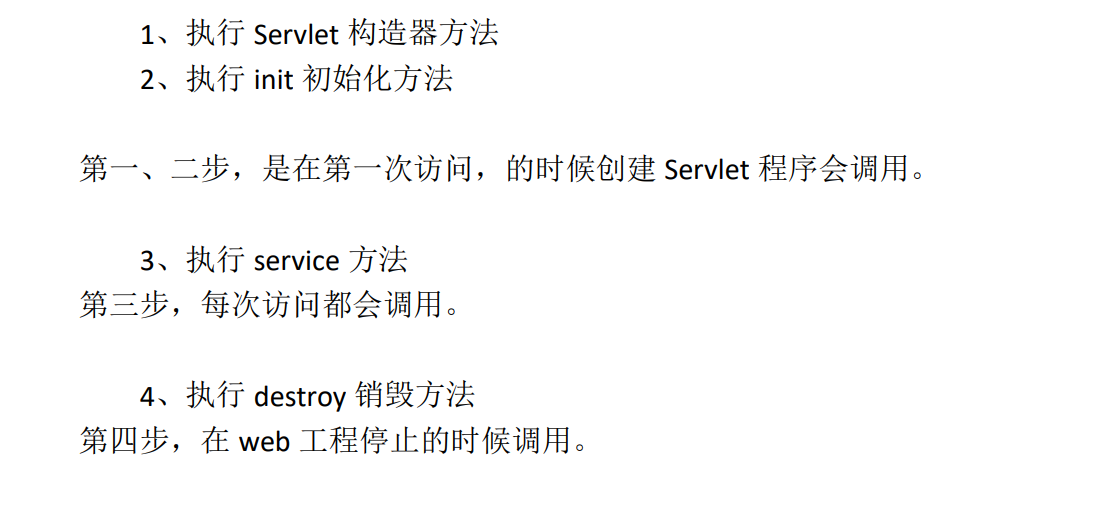 1、执行 Servlet 构造器方法
2、执行 init 初始化方法
第一、二步，是在第一次访问，的时候创建 Servlet 程序会调用。
3、执行 service 方法
第三步，每次访问都会调用。
4、执行 destroy 销毁方法
第四步，在 web 工程停止的时候调用。